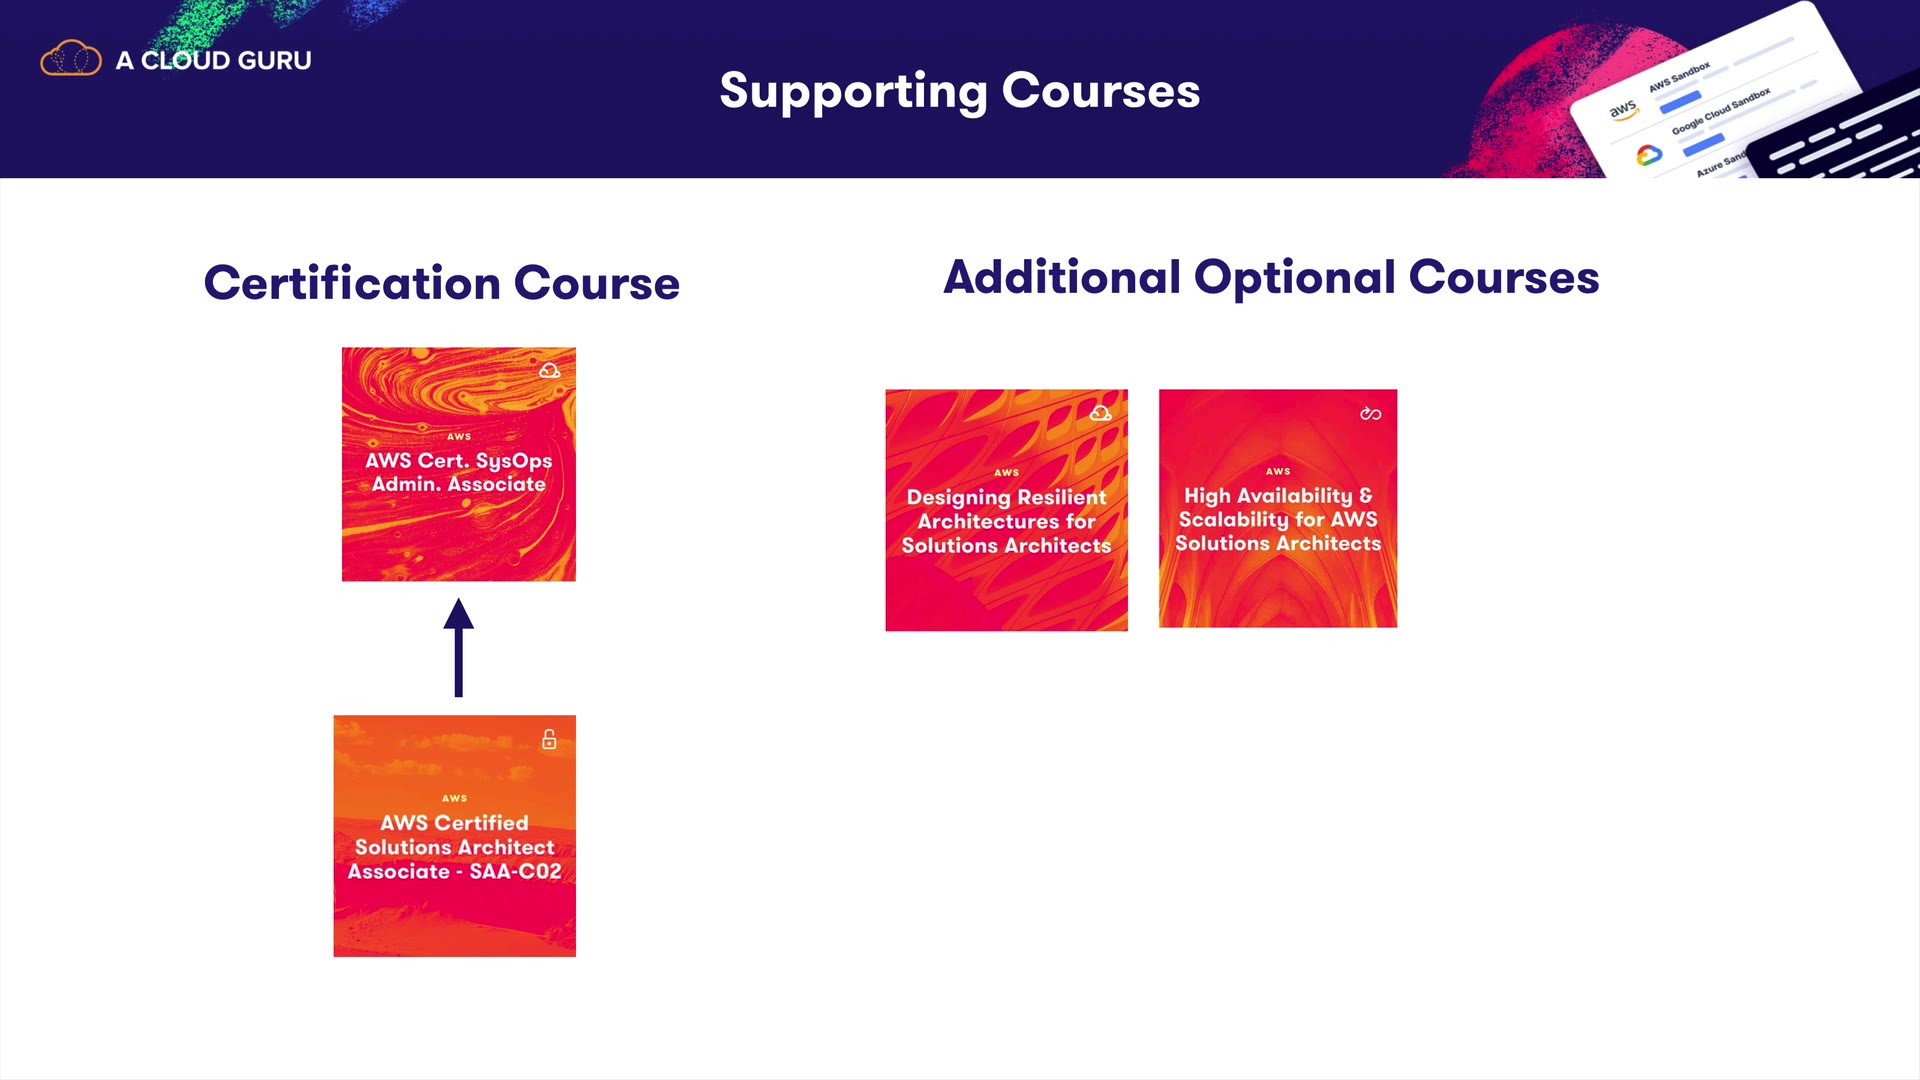 A CLOUD GURU
Supporting Courses
aws
AWS Sandbox
Google Cloud Sandbox
Azure Sand
Certification Course
AWS
AWS Cert. SysOps
Admin. Associate
AWS
AWS Certified
Solutions Architect
Associate - SAA-C02
Additional Optional Courses
AWS
Designing Resilient
Architectures for
Solutions Architects
AWS
High Availability &
Scalability for AWS
Solutions Architects